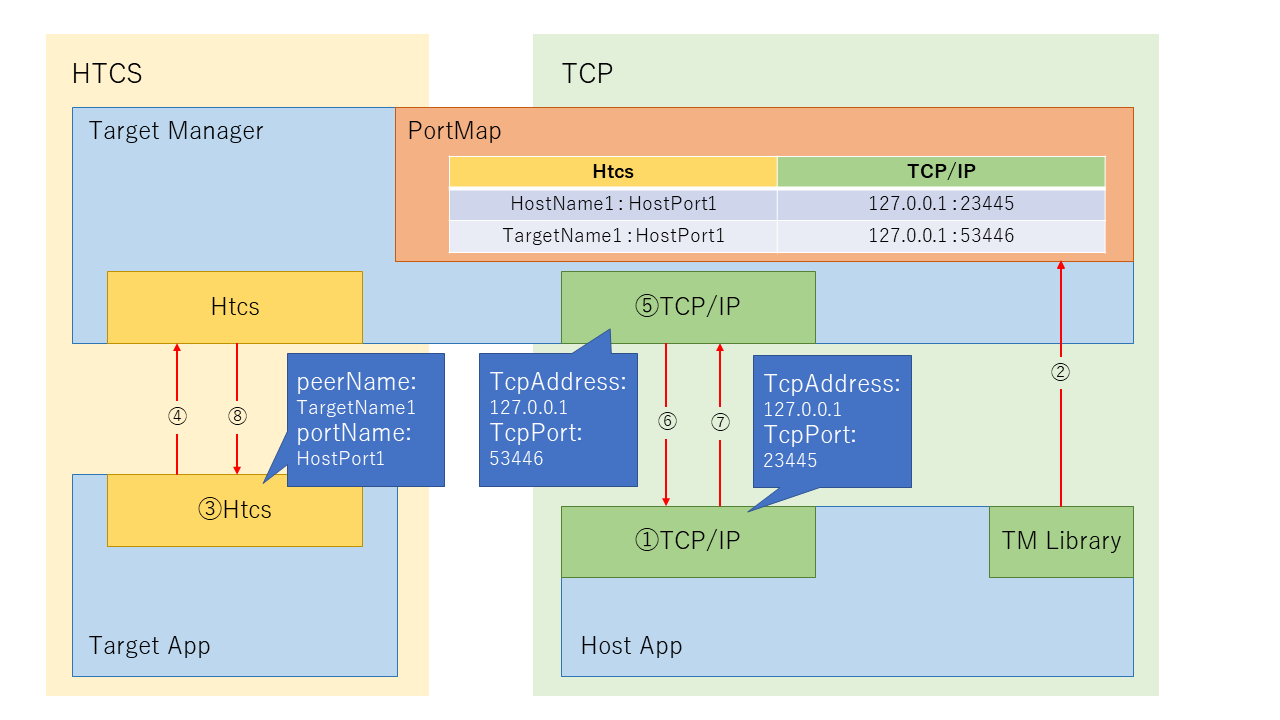 HTCS
TCP
Target Manager
PortMap
Htcs
TCP/IP
HostName1 : HostPort1
127.0.0.1 : 23445
TargetName1 : HostPort1
127.0.0.1 : 53446
Htcs
⑤TCP/IP
②
peerName:
TargetName1
portName:
HostPort1
TcpAddress:
127.0.0.1
TcpPort:
53446
TcpAddress:
127.0.0.1
TcpPort:
23445
④
⑧
⑥
⑦
③Htcs
①TCP/IP
TM Library
Target App
Host App